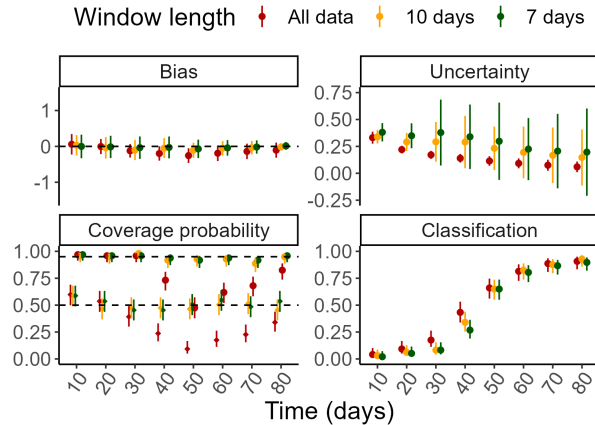 Window length All data 10 days 7 days
Bias
1
0
-1
Uncertainty
0.75
0.50
0.25
0.00
-0.25
Coverage probability
1.00
0.75
0.50
0.25
0.00
10 20 30 40 50 60 70 80
Classification
1.00
0.75
0.50
0.25
0.00
10 20 30 40 50 60 70 80
Time (days)